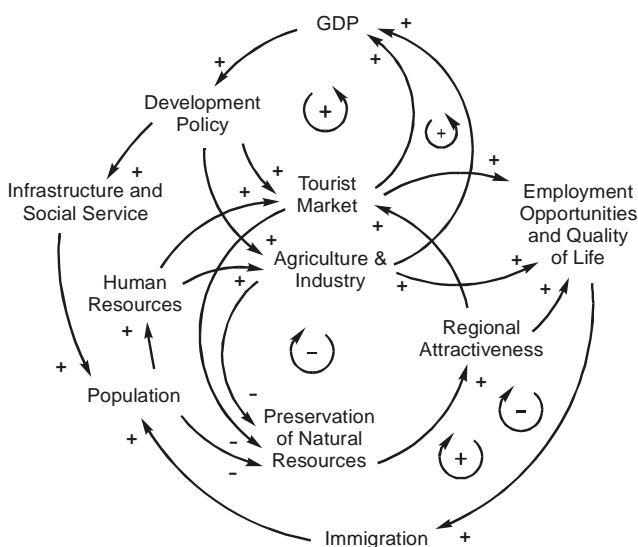 GDP
+
+
+
Development
Policy
+
+
+
+
+
+
Infrastructure and
Social Service
Tourist
Market
Employment
Opportunities
and Quality
of Life
+
+
+
Agriculture &
Industry
+
+
+
Human
Resources
+
+
Regional
Attractiveness
−
+
Population
+
−
−
+
Preservation
of Natural
Resources
−
−
+
Immigration
+